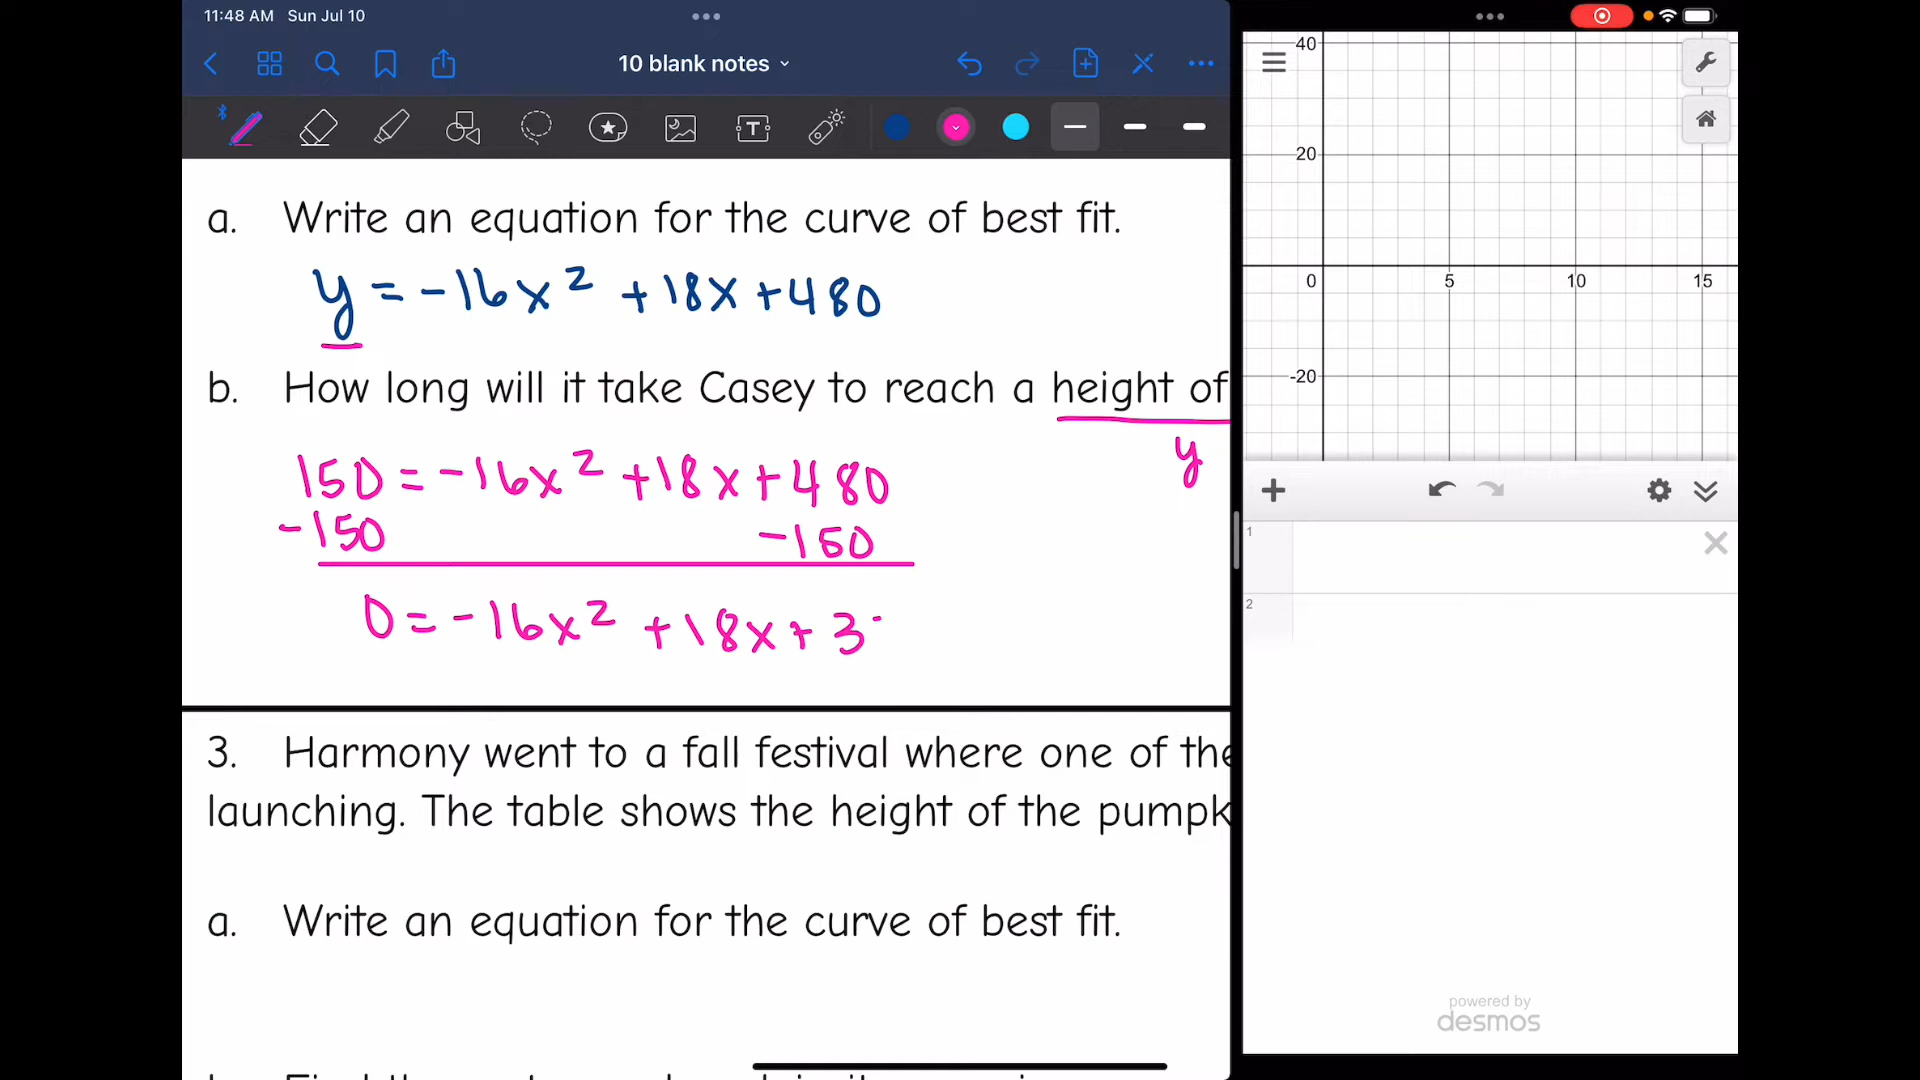 11:48 AM Sun Jul 10
10 blank notes
T
a. Write an equation for the curve of best fit.
y = -16x² + 18x + 480
b. How long will it take Casey to reach a height of
y
150 = -16x² + 18x + 480
-150 -150
0 = -16x² + 18x + 3
3. Harmony went to a fall festival where one of the
launching. The table shows the height of the pumpk
a. Write an equation for the curve of best fit.
40
20
0 5 10 15
-20
1
2
powered by
desmos